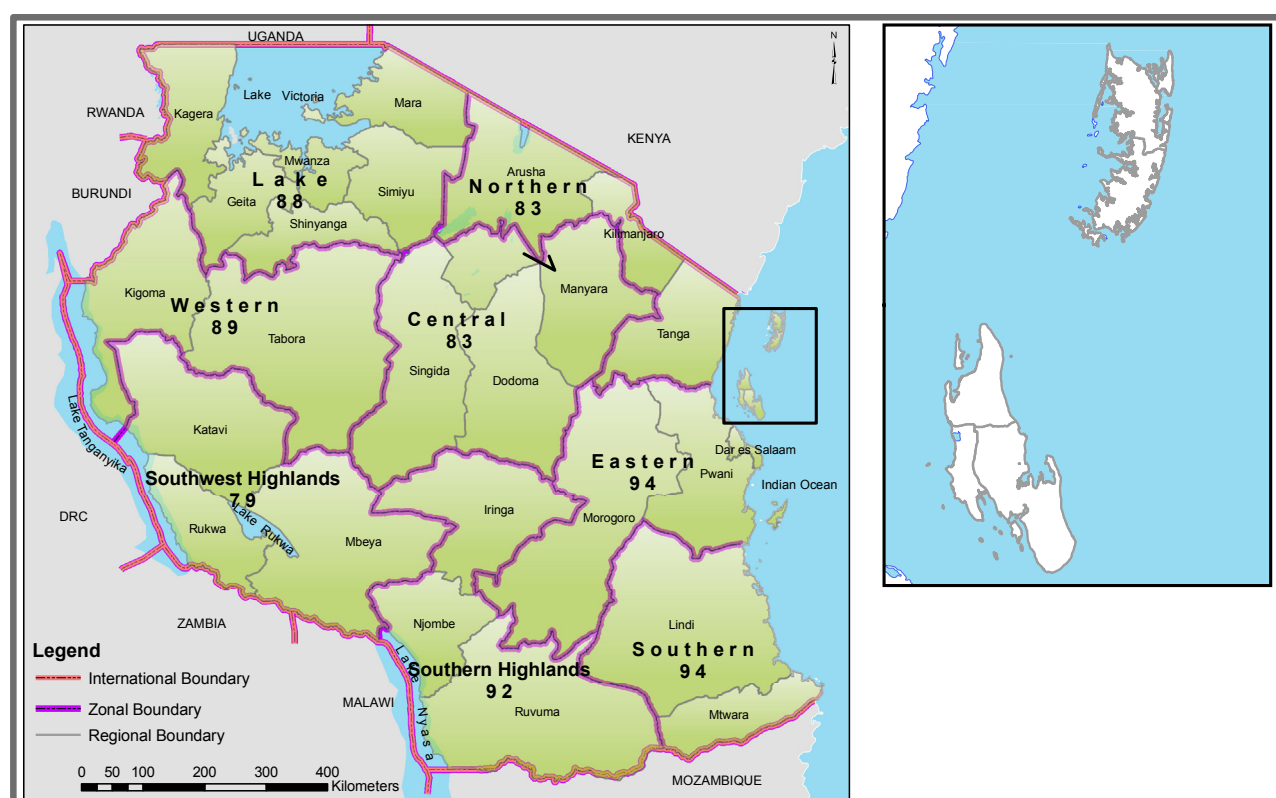 UGANDA
N
Lake Victoria
Mara
RWANDA
Kagera
KENYA
Mwanza
Arusha
Lake
88
Northern
83
BURUNDI
Simiyu
Geita
Shinyanga
Kilimanjaro
Kigoma
Manyara
Western
89
Central
83
Tabora
Tanga
Singida
Dodoma
Katavi
Lake Tanganyika
Dar es Salaam
Eastern
94
Pwani
Southwest Highlands
79
Indian Ocean
Iringa
Morogoro
DRC
Rukwa
Lake Rukwa
Mbeya
ZAMBIA
Njombe
Lindi
Legend
International Boundary
Zonal Boundary
Regional Boundary
Southern
94
Lake Nyasa
Southern Highlands
92
MALAWI
Ruvuma
Mtwara
0 50 100 200 300 400
Kilometers
MOZAMBIQUE